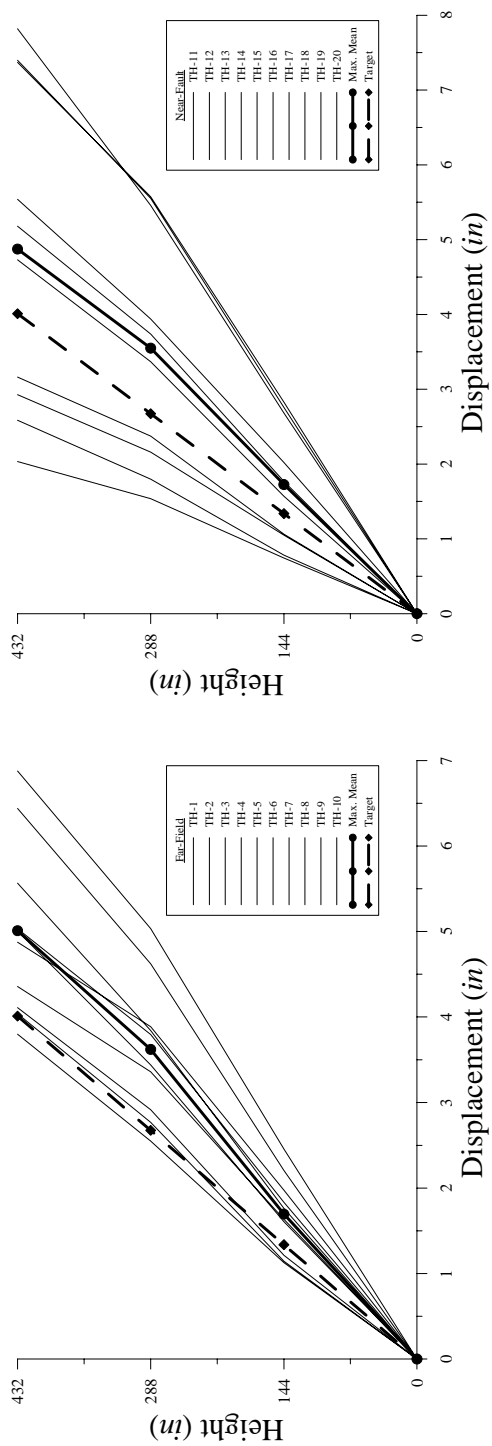 432
288
144
0
Height (in)
0
1
2
3
4
5
6
7
Displacement (in)
Far-Field
TH-1
TH-2
TH-3
TH-4
TH-5
TH-6
TH-7
TH-8
TH-9
TH-10
Max. Mean
Target
432
288
144
0
Height (in)
0
1
2
3
4
5
6
7
8
Displacement (in)
Near-Fault
TH-11
TH-12
TH-13
TH-14
TH-15
TH-16
TH-17
TH-18
TH-19
TH-20
Max. Mean
Target